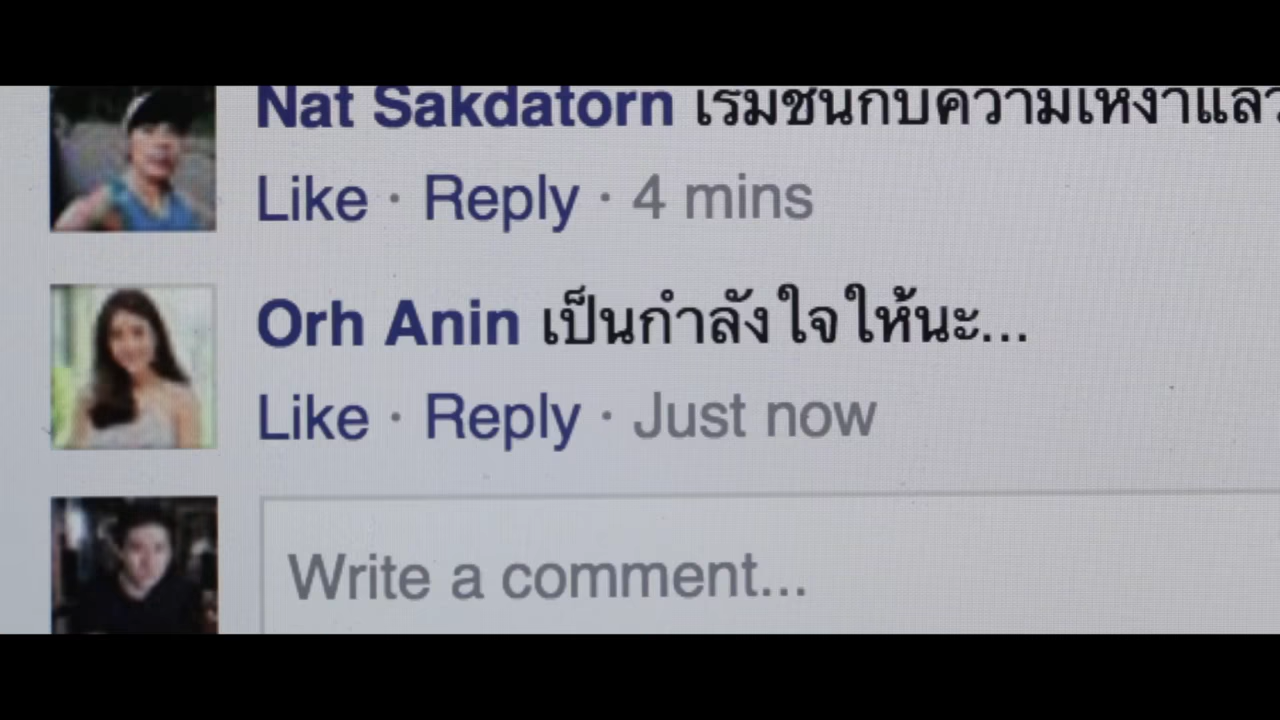 Nat Sakdatorn เริ่มชินกับความเหงาแล้ว
Like · Reply · 4 mins
Orh Anin เป็นกำลังใจให้นะ...
Like · Reply · Just now
Write a comment...